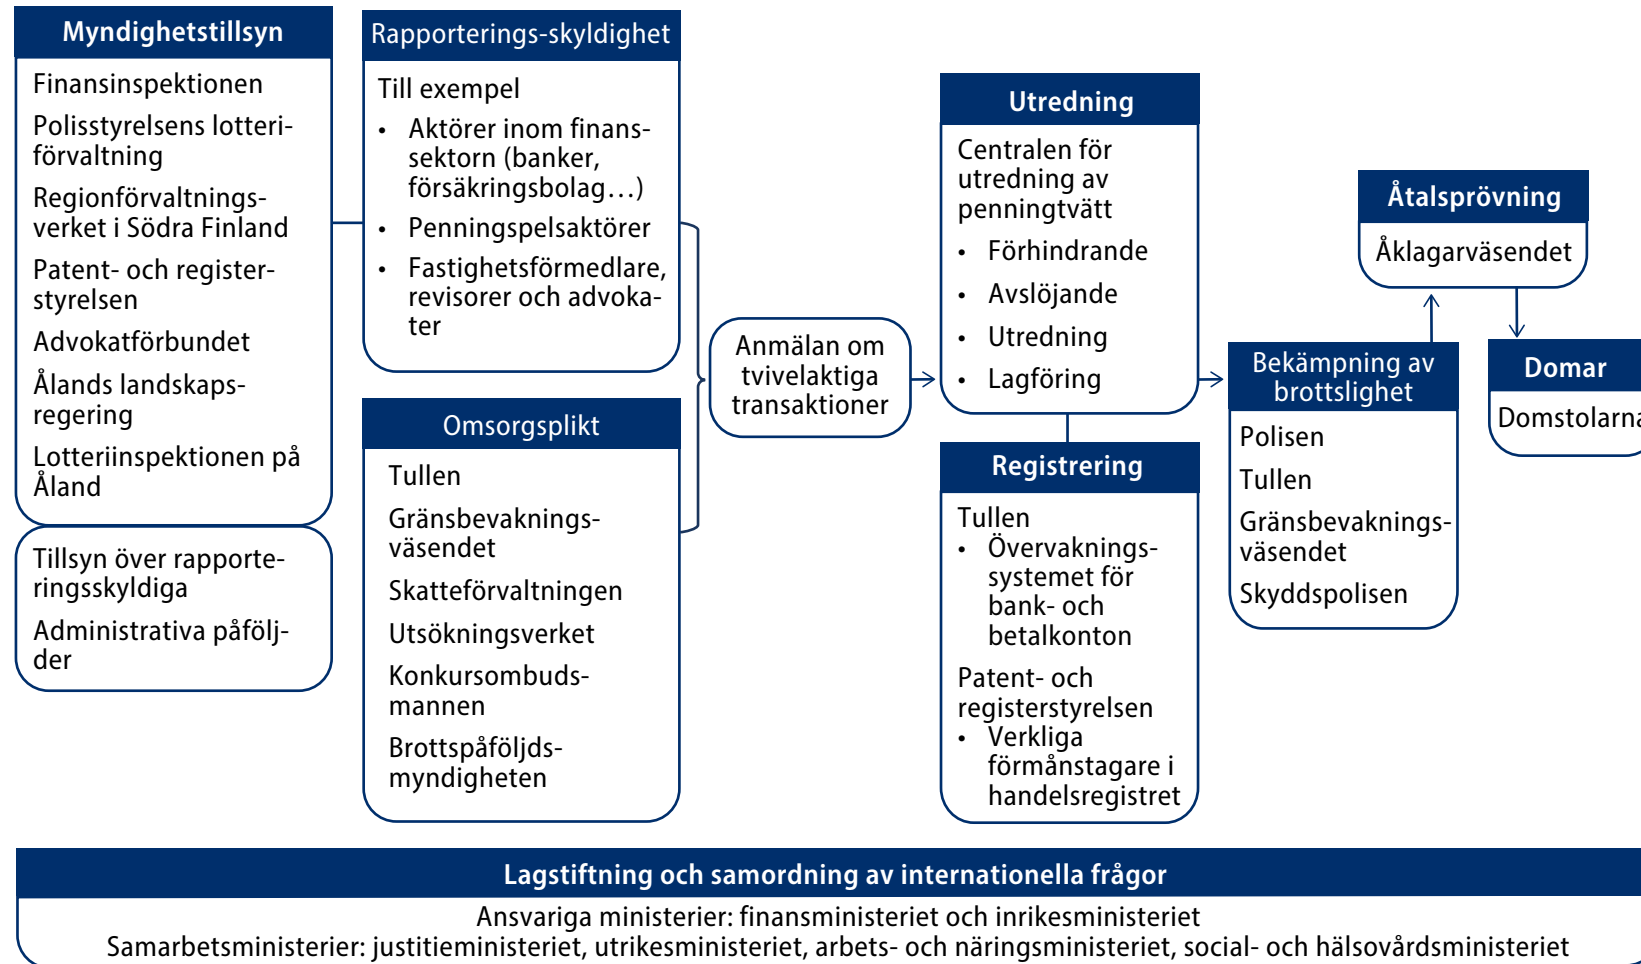 Myndighetstillsyn
Finansinspektionen
Polisstyrelsens lotteri-
förvaltning
Regionförvaltnings-
verket i Södra Finland
Patent- och register-
styrelsen
Advokatförbundet
Ålands landskaps-
regering
Lotteriinspektionen på
Åland
Tillsyn över rapporte-
ringsskyldiga
Administrativa påfölj-
der
Rapporterings-skyldighet
Till exempel
• Aktörer inom finans-
sektorn (banker,
försäkringsbolag…)
• Penningspelsaktörer
• Fastighetsförmedlare,
revisorer och advoka-
ter
Omsorgsplikt
Tullen
Gränsbevaknings-
väsendet
Skatteförvaltningen
Utsökningsverket
Konkursombuds-
mannen
Brottspåföljds-
myndigheten
Anmälan om
tvivelaktiga
transaktioner
Utredning
Centralen för
utredning av
penningtvätt
• Förhindrande
• Avslöjande
• Utredning
• Lagföring
Registrering
Tullen
• Övervaknings-
systemet för
bank- och
betalkonton
Patent- och
registerstyrelsen
• Verkliga
förmånstagare i
handelsregistret
Bekämpning av
brottslighet
Polisen
Tullen
Gränsbevaknings-
väsendet
Skyddspolisen
Åtalsprövning
Åklagarväsendet
Domar
Domstolarna
Lagstiftning och samordning av internationella frågor
Ansvariga ministerier: finansministeriet och inrikesministeriet
Samarbetsministerier: justitieministeriet, utrikesministeriet, arbets- och näringsministeriet, social- och hälsovårdsministeriet